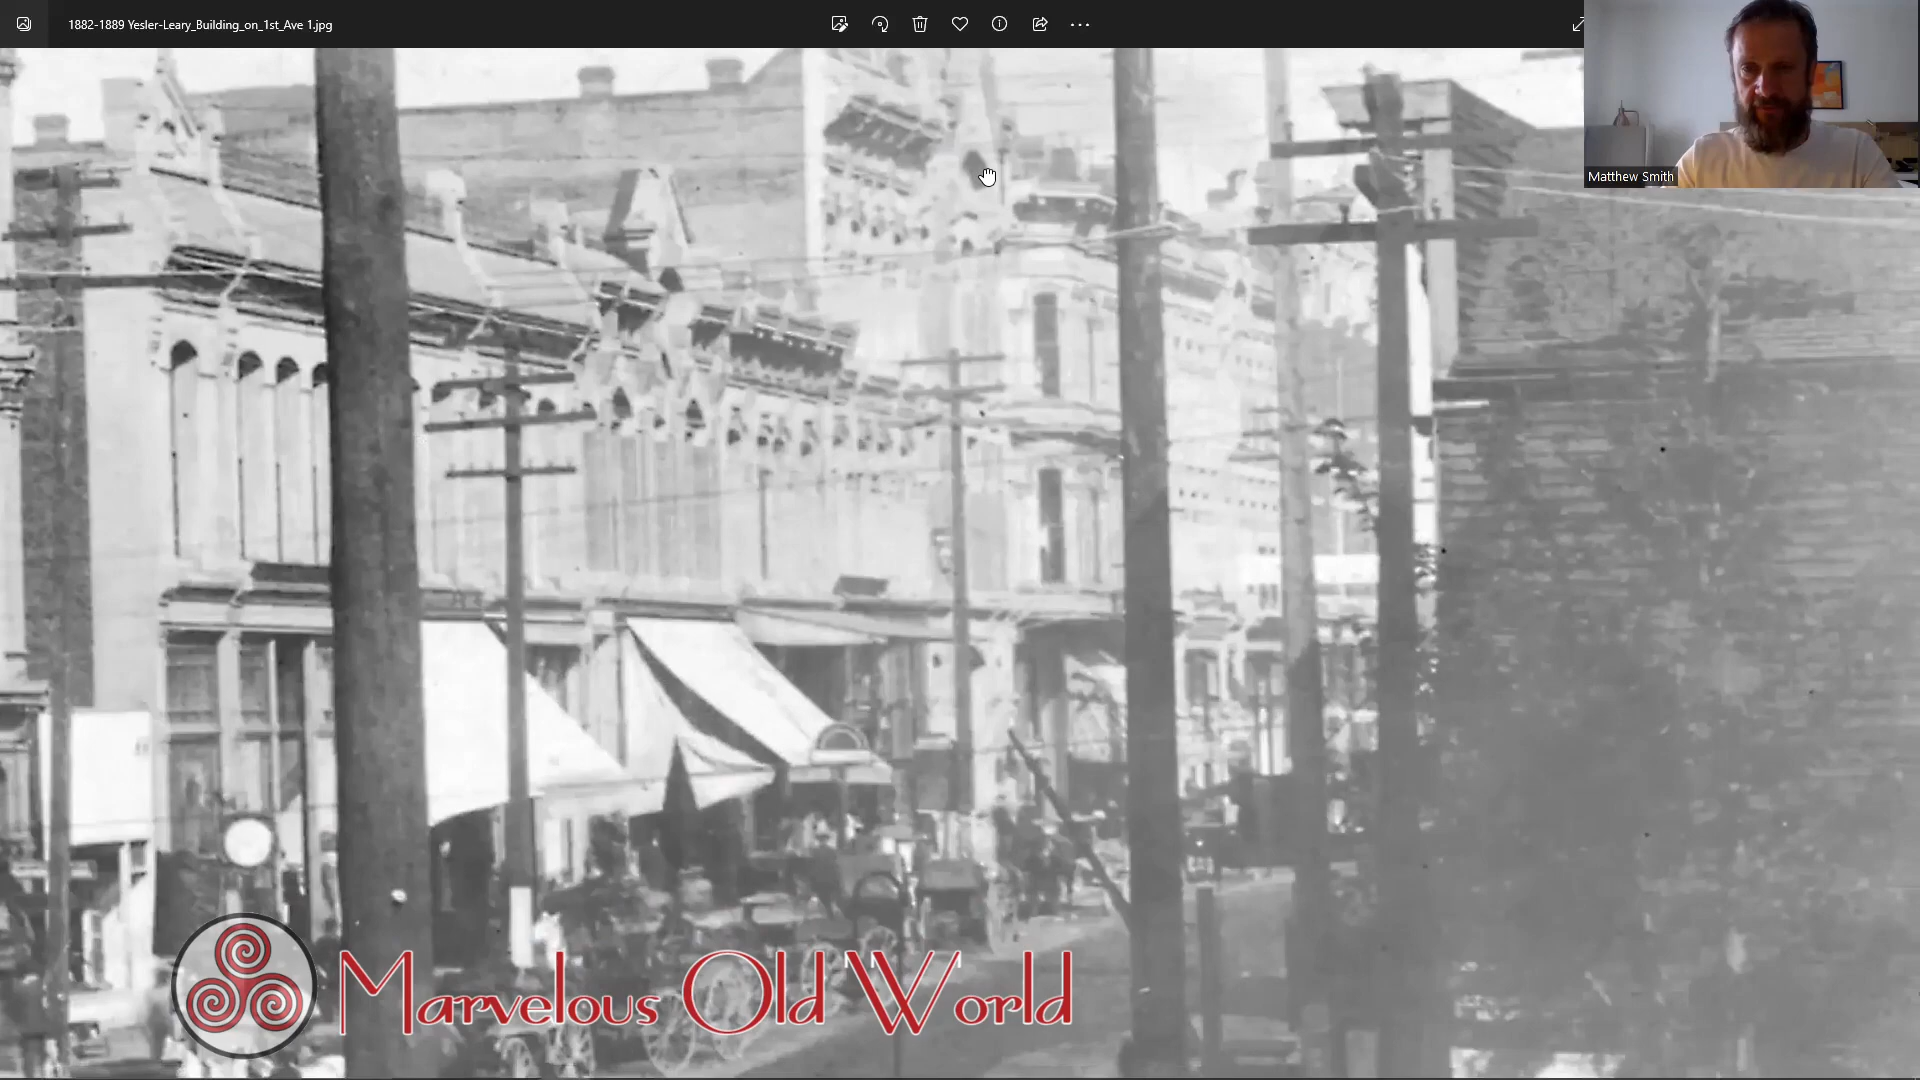 1882-1889 Yesler-Leary_Building_on_1st_Ave 1.jpg
Matthew Smith
Marvelous Old World